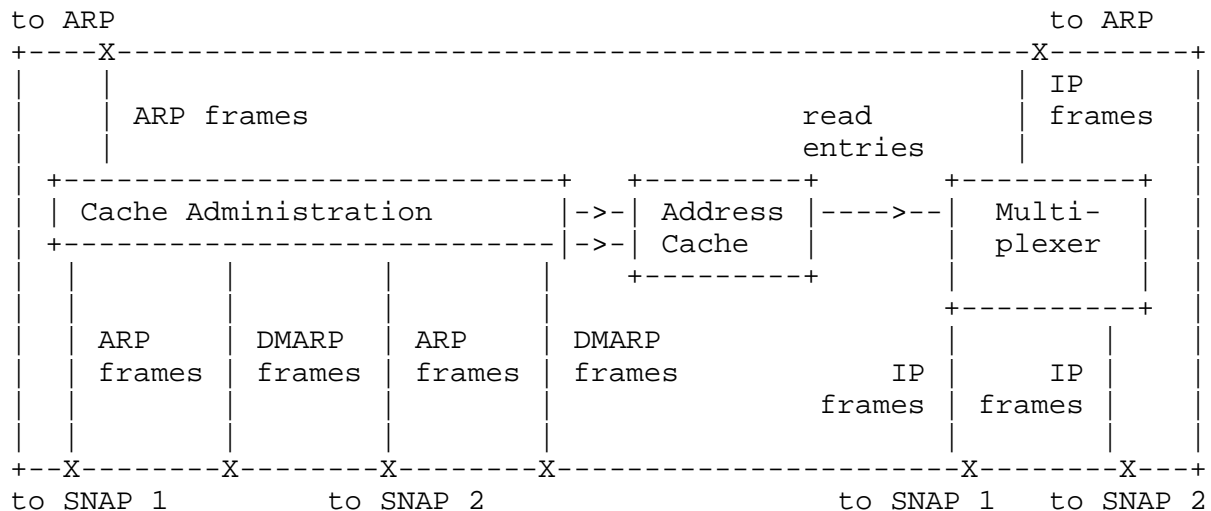 to ARP to ARP
IP
ARP frames read frames
entries
Cache Administration Address Multi-
Cache plexer
ARP DMARP ARP DMARP
frames frames frames frames IP IP
frames frames
to SNAP 1 to SNAP 2 to SNAP 1 to SNAP 2